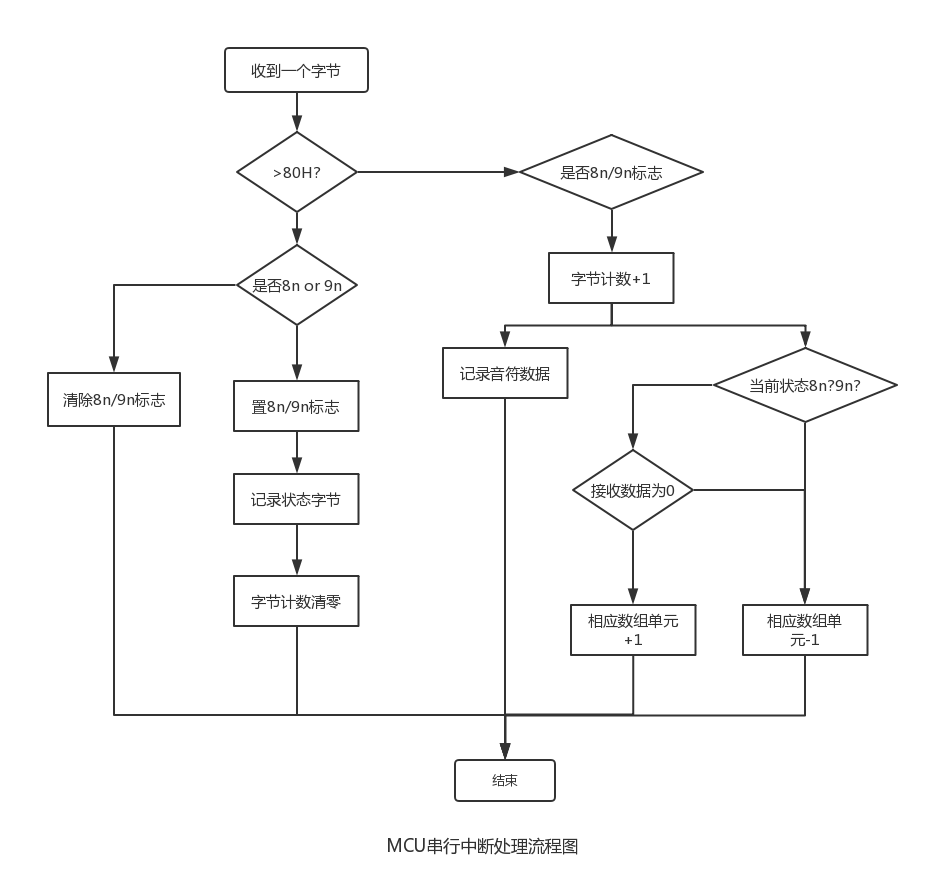 收到一个字节
>80H?
是否8n/9n标志
字节计数+1
是否8n or 9n
记录音符数据
当前状态8n?9n?
清除8n/9n标志
置8n/9n标志
接收数据为0
记录状态字节
字节计数清零
相应数组单元
+1
相应数组单
元-1
结束
MCU串行中断处理流程图